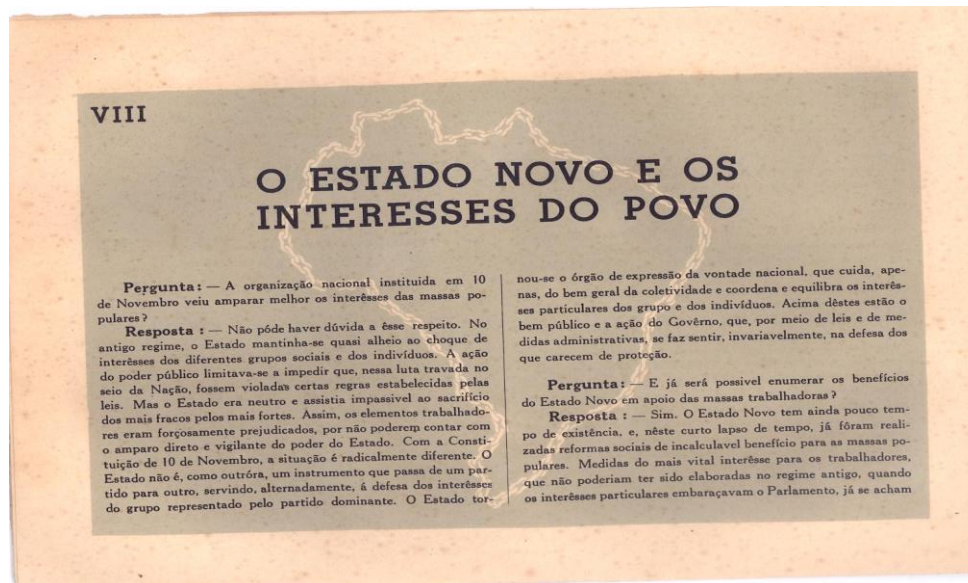 VIII
O ESTADO NOVO E OS
INTERESSES DO POVO
Pergunta: — A organização nacional instituida em 10
de Novembro veiu amparar melhor os interêsses das massas po-
pulares?
Resposta : — Não póde haver dúvida a êsse respeito. No
antigo regime, o Estado mantinha-se quasi alheio ao choque de
interêsses dos diferentes grupos sociais e dos indivíduos. A ação
do poder público limitava-se a impedir que, nessa luta travada no
seio da Nação, fossem violadas certas regras estabelecidas pelas
leis. Mas o Estado era neutro e assistia impassivel ao sacrifício
dos mais fracos pelos mais fortes. Assim, os elementos trabalhado-
res eram forçosamente prejudicados, por não poderem contar com
o amparo direto e vigilante do poder do Estado. Com a Consti-
tuição de 10 de Novembro, a situação é radicalmente diferente. O
Estado não é, como outróra, um instrumento que passa de um par-
tido para outro, servindo, alternadamente, á defesa dos interêsses
do grupo representado pelo partido dominante. O Estado tor-
nou-se o órgão de expressão da vontade nacional, que cuida, ape-
nas, do bem geral da coletividade e coordena e equilibra os interês-
ses particulares dos grupo e dos indivíduos. Acima dêstes estão o
bem público e a ação do Govêrno, que, por meio de leis e de me-
didas administrativas, se faz sentir, invariavelmente, na defesa dos
que carecem de proteção.
Pergunta: — E já será possivel enumerar os benefícios
do Estado Novo em apoio das massas trabalhadoras?
Resposta : — Sim. O Estado Novo tem ainda pouco tem-
po de existência, e, nêste curto lapso de tempo, já fôram reali-
zadas reformas sociais de incalculavel benefício para as massas po-
pulares. Medidas do mais vital interêsse para os trabalhadores,
que não poderiam ter sido elaboradas no regime antigo, quando
os interêsses particulares embaraçavam o Parlamento, já se acham